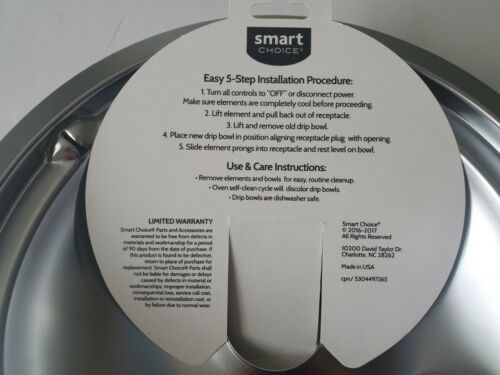 smart
CHOICE®
Easy 5-Step Installation Procedure:
1. Turn all controls to "OFF" or disconnect power.
Make sure elements are completely cool before proceeding.
2. Lift element and pull back out of receptacle.
3. Lift and remove old drip bowl.
4. Place new drip bowl in position aligning receptacle plug with opening.
5. Slide element prongs into receptacle and rest level on bowl.
Use & Care Instructions:
• Remove elements and bowls for easy, routine cleanup.
• Oven self-clean cycle will discolor drip bowls.
• Drip bowls are dishwasher safe.
LIMITED WARRANTY
Smart Choice® Parts and Accessories are
warranted to be free from defects in
materials and workmanship for a period
of 90 days from the date of purchase. If
this product is found to be defective,
return to place of purchase for
replacement. Smart Choice® Parts shall
not be liable for damages or delays
caused by defects in material or
workmanships, improper installation,
consequential loss, service call cost,
installation or reinstallation cost, or
by failure due to normal wear.
Smart Choice®
© 2016-2017
All Rights Reserved
10200 David Taylor Dr.
Charlotte, NC 28262
Made in USA
cpn/ 5304497265